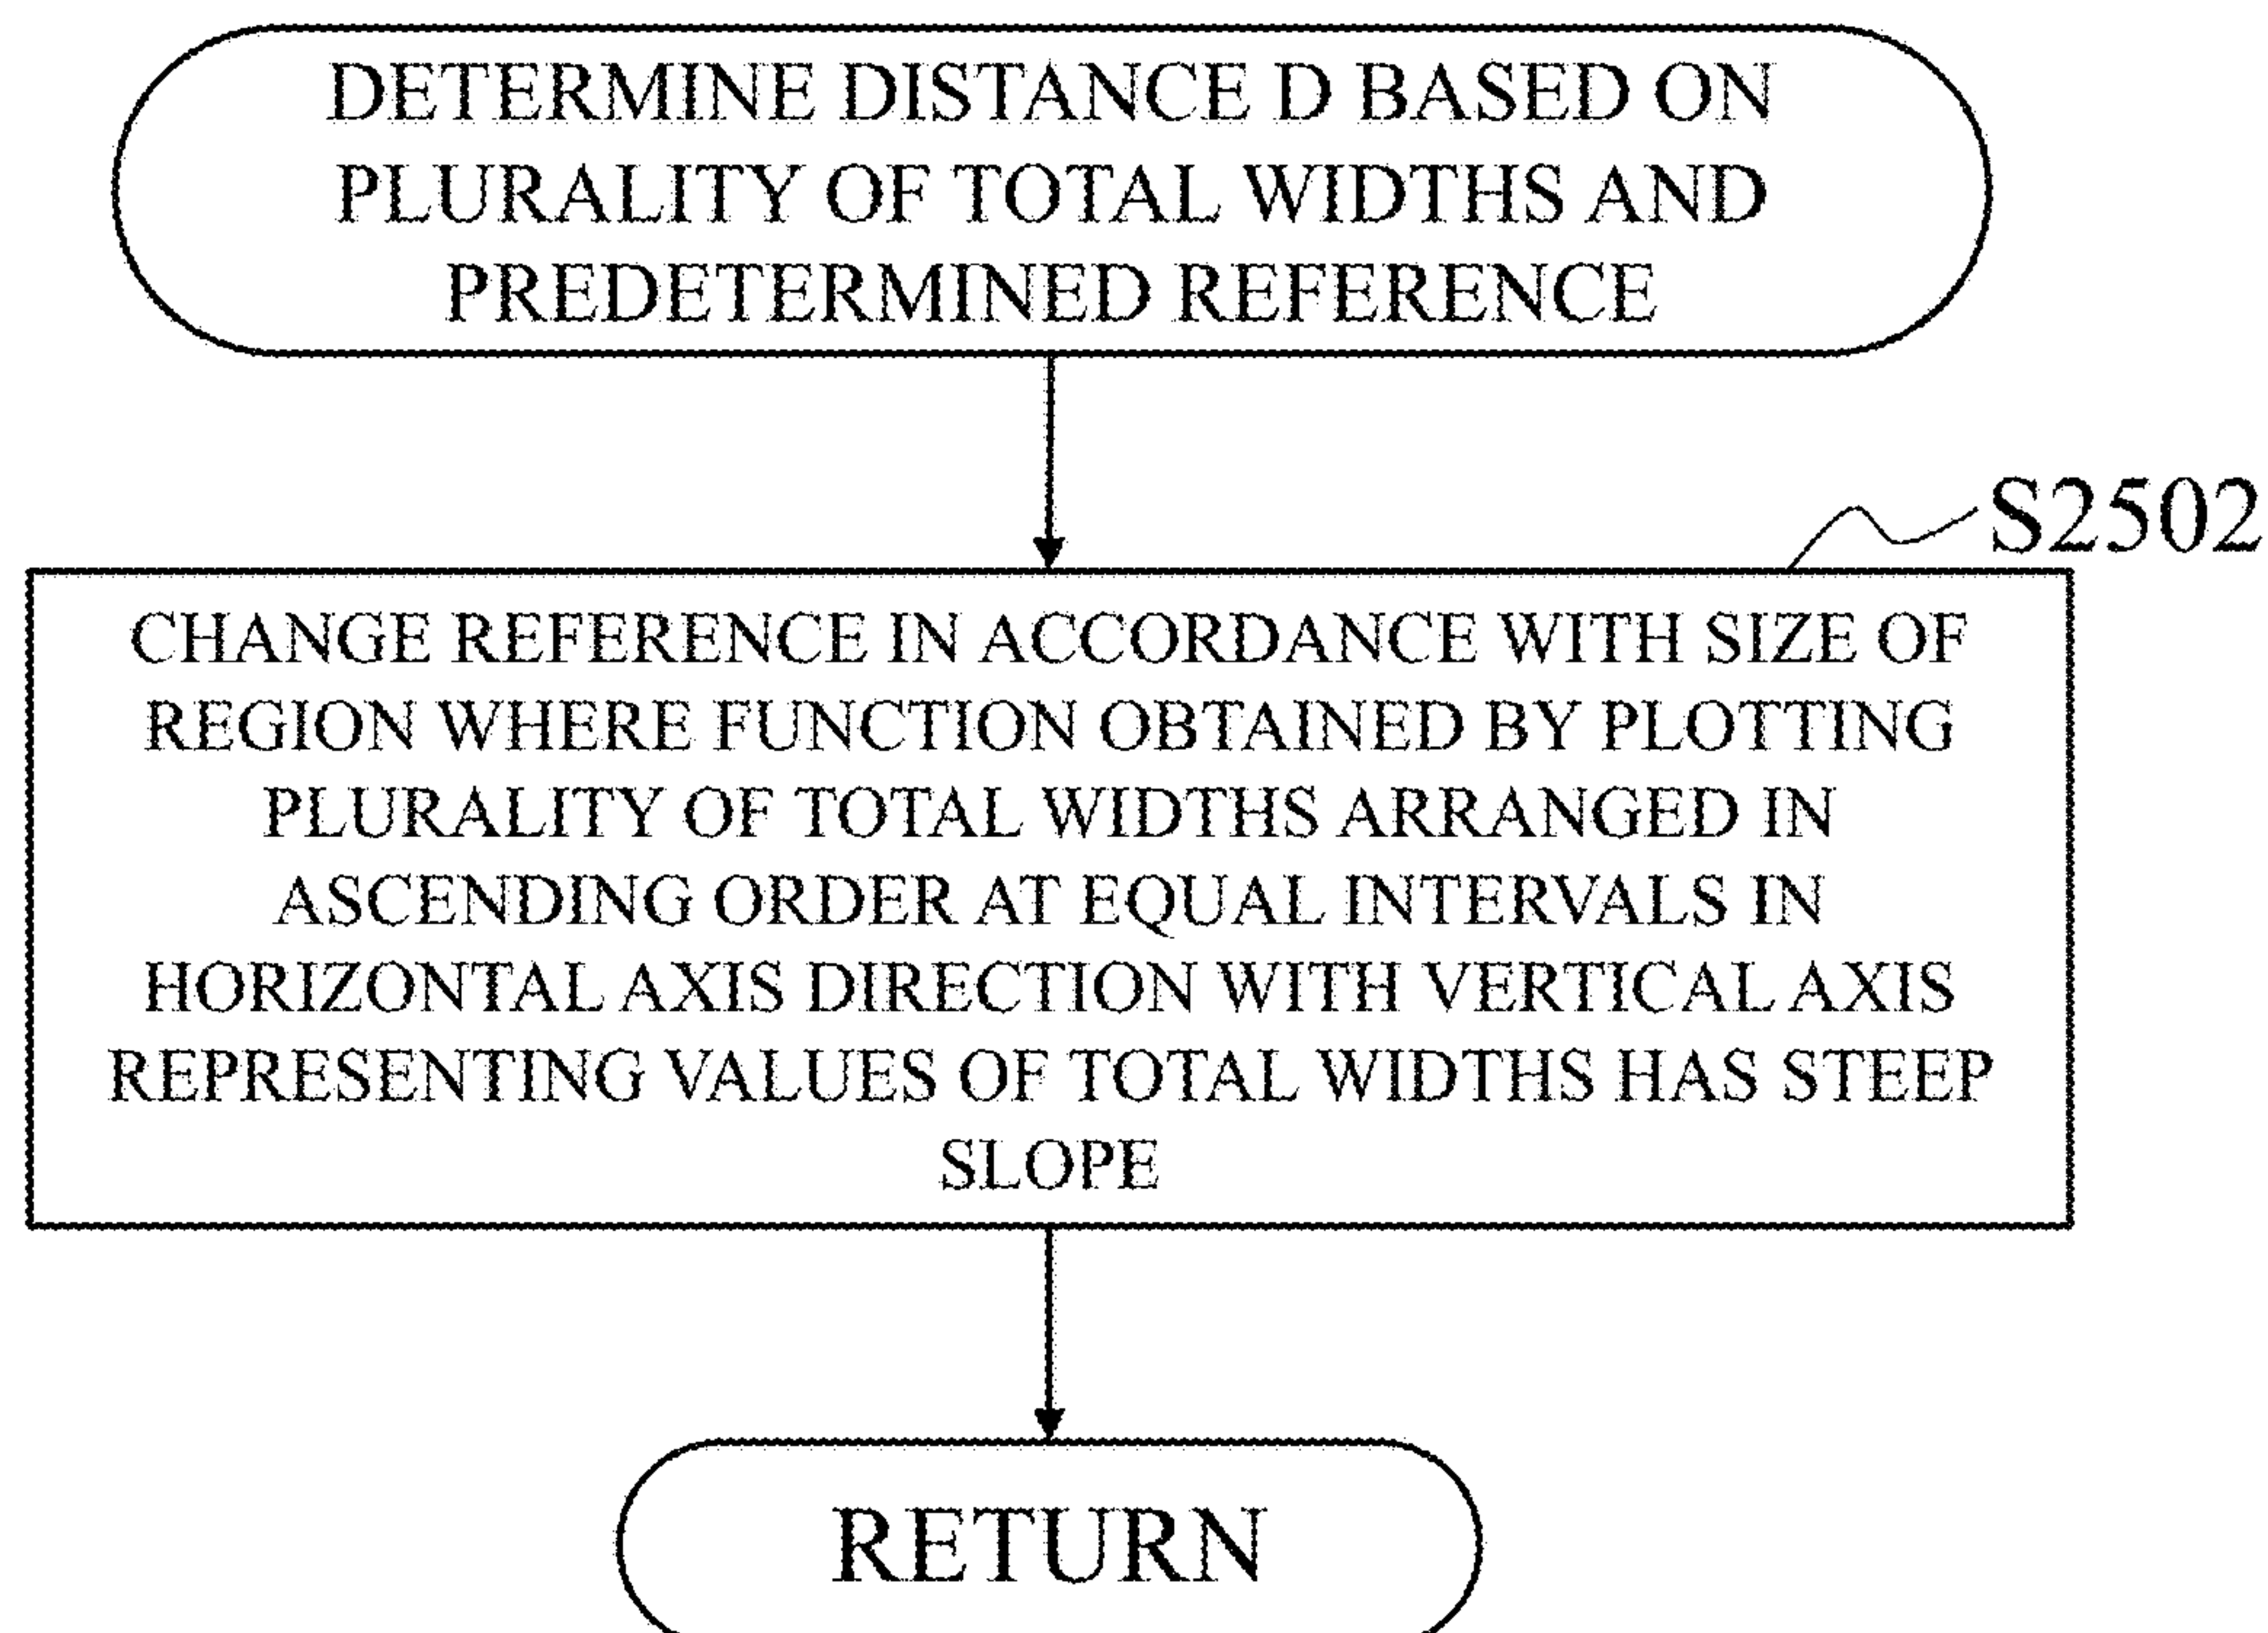 DETERMINE DISTANCE D BASED ON
PLURALITY OF TOTAL WIDTHS AND
PREDETERMINED REFERENCE
S2502
CHANGE REFERENCE IN ACCORDANCE WITH SIZE OF
REGION WHERE FUNCTION OBTAINED BY PLOTTING
PLURALITY OF TOTAL WIDTHS ARRANGED IN
ASCENDING ORDER AT EQUAL INTERVALS IN
HORIZONTAL AXIS DIRECTION WITH VERTICAL AXIS
REPRESENTING VALUES OF TOTAL WIDTHS HAS STEEP
SLOPE
RETURN